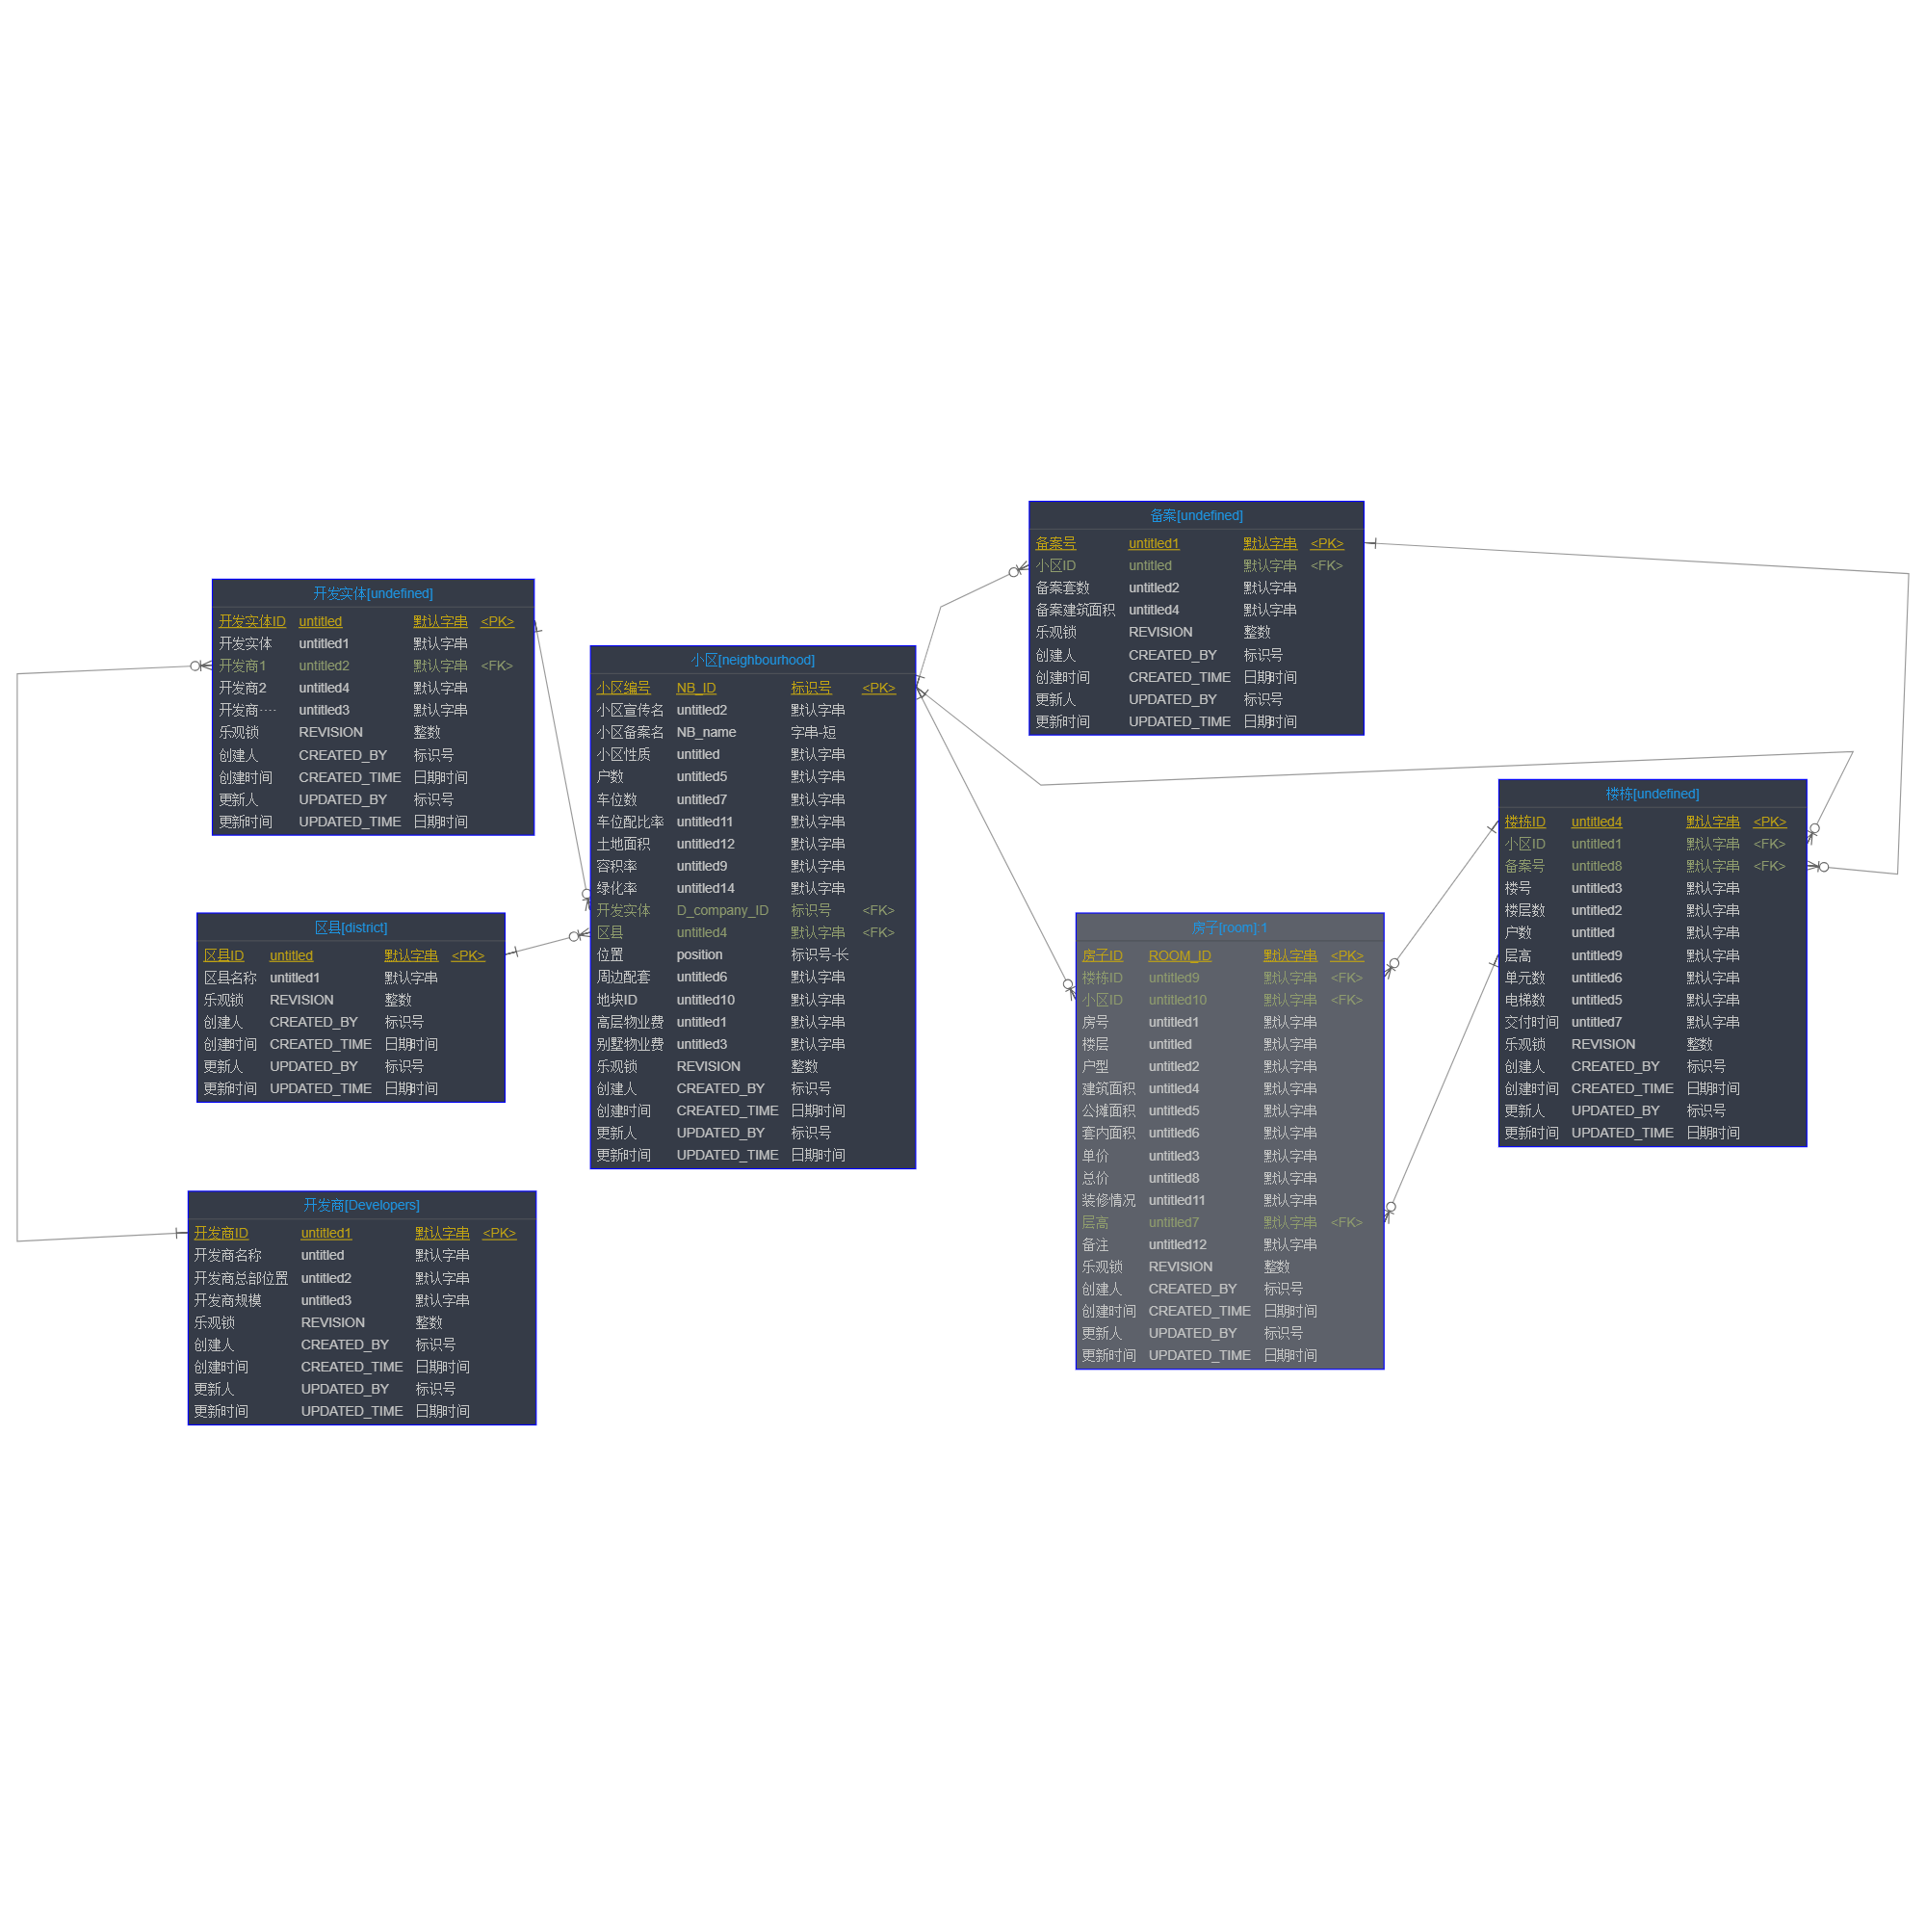 备案[undefined]
备案号 untitled1 默认字串 <PK>
小区ID untitled 默认字串 <FK>
备案套数 untitled2 默认字串
备案建筑面积 untitled4 默认字串
乐观锁 REVISION 整数
创建人 CREATED_BY 标识号
创建时间 CREATED_TIME 日期时间
更新人 UPDATED_BY 标识号
更新时间 UPDATED_TIME 日期时间
开发实体[undefined]
开发实体ID untitled 默认字串 <PK>
开发实体 untitled1 默认字串
开发商1 untitled2 默认字串 <FK>
开发商2 untitled4 默认字串
开发商···· untitled3 默认字串
乐观锁 REVISION 整数
创建人 CREATED_BY 标识号
创建时间 CREATED_TIME 日期时间
更新人 UPDATED_BY 标识号
更新时间 UPDATED_TIME 日期时间
小区[neighbourhood]
小区编号 NB_ID 标识号 <PK>
小区宣传名 untitled2 默认字串
小区备案名 NB_name 字串-短
小区性质 untitled 默认字串
户数 untitled5 默认字串
车位数 untitled7 默认字串
车位配比率 untitled11 默认字串
土地面积 untitled12 默认字串
容积率 untitled9 默认字串
绿化率 untitled14 默认字串
开发实体 D_company_ID 标识号 <FK>
区县 untitled4 默认字串 <FK>
位置 position 标识号-长
周边配套 untitled6 默认字串
地块ID untitled10 默认字串
高层物业费 untitled1 默认字串
别墅物业费 untitled3 默认字串
乐观锁 REVISION 整数
创建人 CREATED_BY 标识号
创建时间 CREATED_TIME 日期时间
更新人 UPDATED_BY 标识号
更新时间 UPDATED_TIME 日期时间
楼栋[undefined]
楼栋ID untitled4 默认字串 <PK>
小区ID untitled1 默认字串 <FK>
备案号 untitled8 默认字串 <FK>
楼号 untitled3 默认字串
楼层数 untitled2 默认字串
户数 untitled 默认字串
层高 untitled9 默认字串
单元数 untitled6 默认字串
电梯数 untitled5 默认字串
交付时间 untitled7 默认字串
乐观锁 REVISION 整数
创建人 CREATED_BY 标识号
创建时间 CREATED_TIME 日期时间
更新人 UPDATED_BY 标识号
更新时间 UPDATED_TIME 日期时间
区县[district]
区县ID untitled 默认字串 <PK>
区县名称 untitled1 默认字串
乐观锁 REVISION 整数
创建人 CREATED_BY 标识号
创建时间 CREATED_TIME 日期时间
更新人 UPDATED_BY 标识号
更新时间 UPDATED_TIME 日期时间
房子[room]:1
房子ID ROOM_ID 默认字串 <PK>
楼栋ID untitled9 默认字串 <FK>
小区ID untitled10 默认字串 <FK>
房号 untitled1 默认字串
楼层 untitled 默认字串
户型 untitled2 默认字串
建筑面积 untitled4 默认字串
公摊面积 untitled5 默认字串
套内面积 untitled6 默认字串
单价 untitled3 默认字串
总价 untitled8 默认字串
装修情况 untitled11 默认字串
层高 untitled7 默认字串 <FK>
备注 untitled12 默认字串
乐观锁 REVISION 整数
创建人 CREATED_BY 标识号
创建时间 CREATED_TIME 日期时间
更新人 UPDATED_BY 标识号
更新时间 UPDATED_TIME 日期时间
开发商[Developers]
开发商ID untitled1 默认字串 <PK>
开发商名称 untitled 默认字串
开发商总部位置 untitled2 默认字串
开发商规模 untitled3 默认字串
乐观锁 REVISION 整数
创建人 CREATED_BY 标识号
创建时间 CREATED_TIME 日期时间
更新人 UPDATED_BY 标识号
更新时间 UPDATED_TIME 日期时间